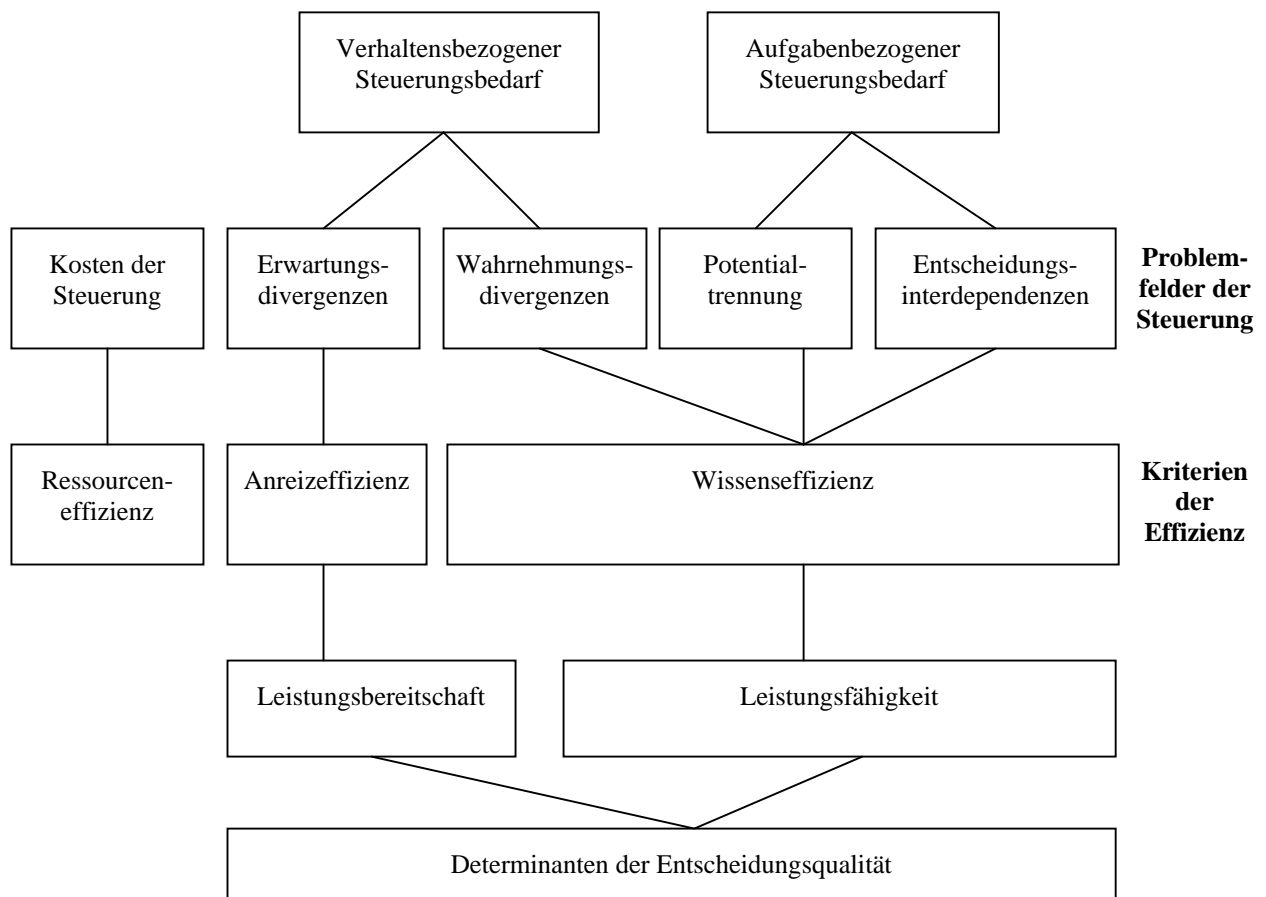 Verhaltensbezogener
Steuerungsbedarf
Aufgabenbezogener
Steuerungsbedarf
Kosten der
Steuerung
Erwartungs-
divergenzen
Wahrnehmungs-
divergenzen
Potential-
trennung
Entscheidungs-
interdependenzen
Problem-
felder der
Steuerung
Ressourcen-
effizienz
Anreizeffizienz
Wissenseffizienz
Kriterien
der
Effizienz
Leistungsbereitschaft
Leistungsfähigkeit
Determinanten der Entscheidungsqualität